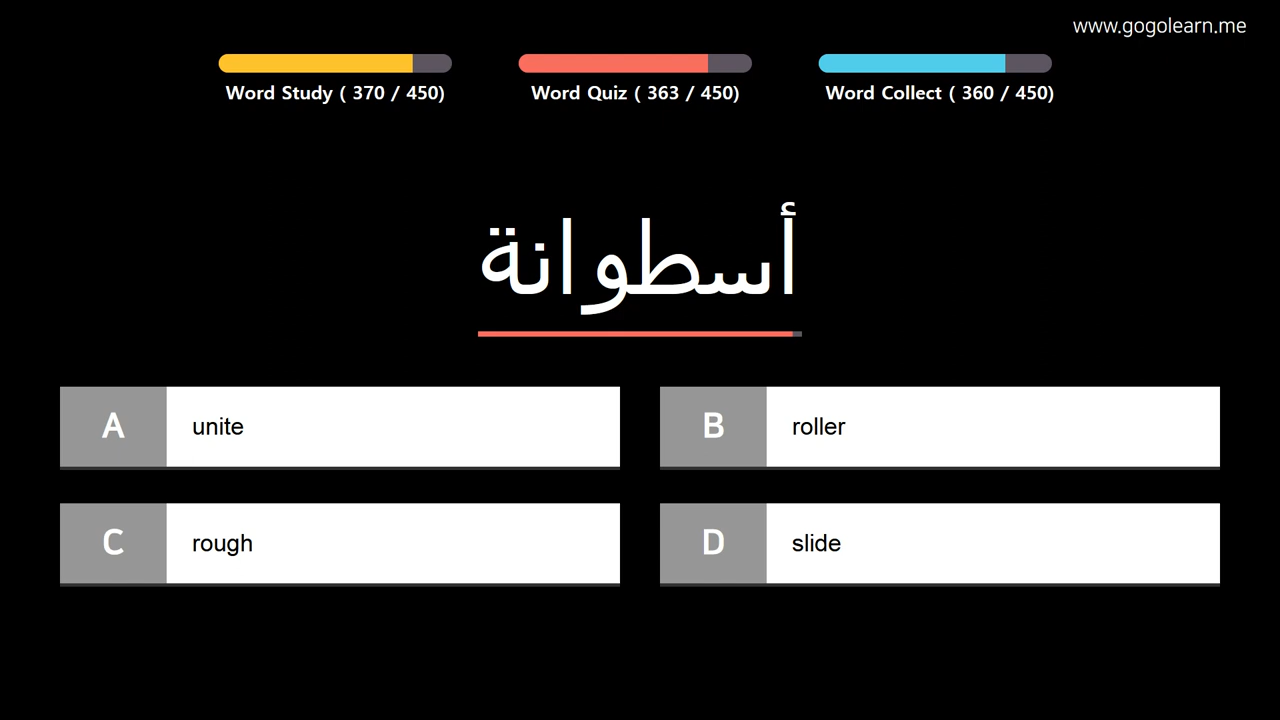 www.gogolearn.me
Word Study ( 370 / 450)
Word Quiz ( 363 / 450)
Word Collect ( 360 / 450)
أسطوانة
A unite
B roller
C rough
D slide